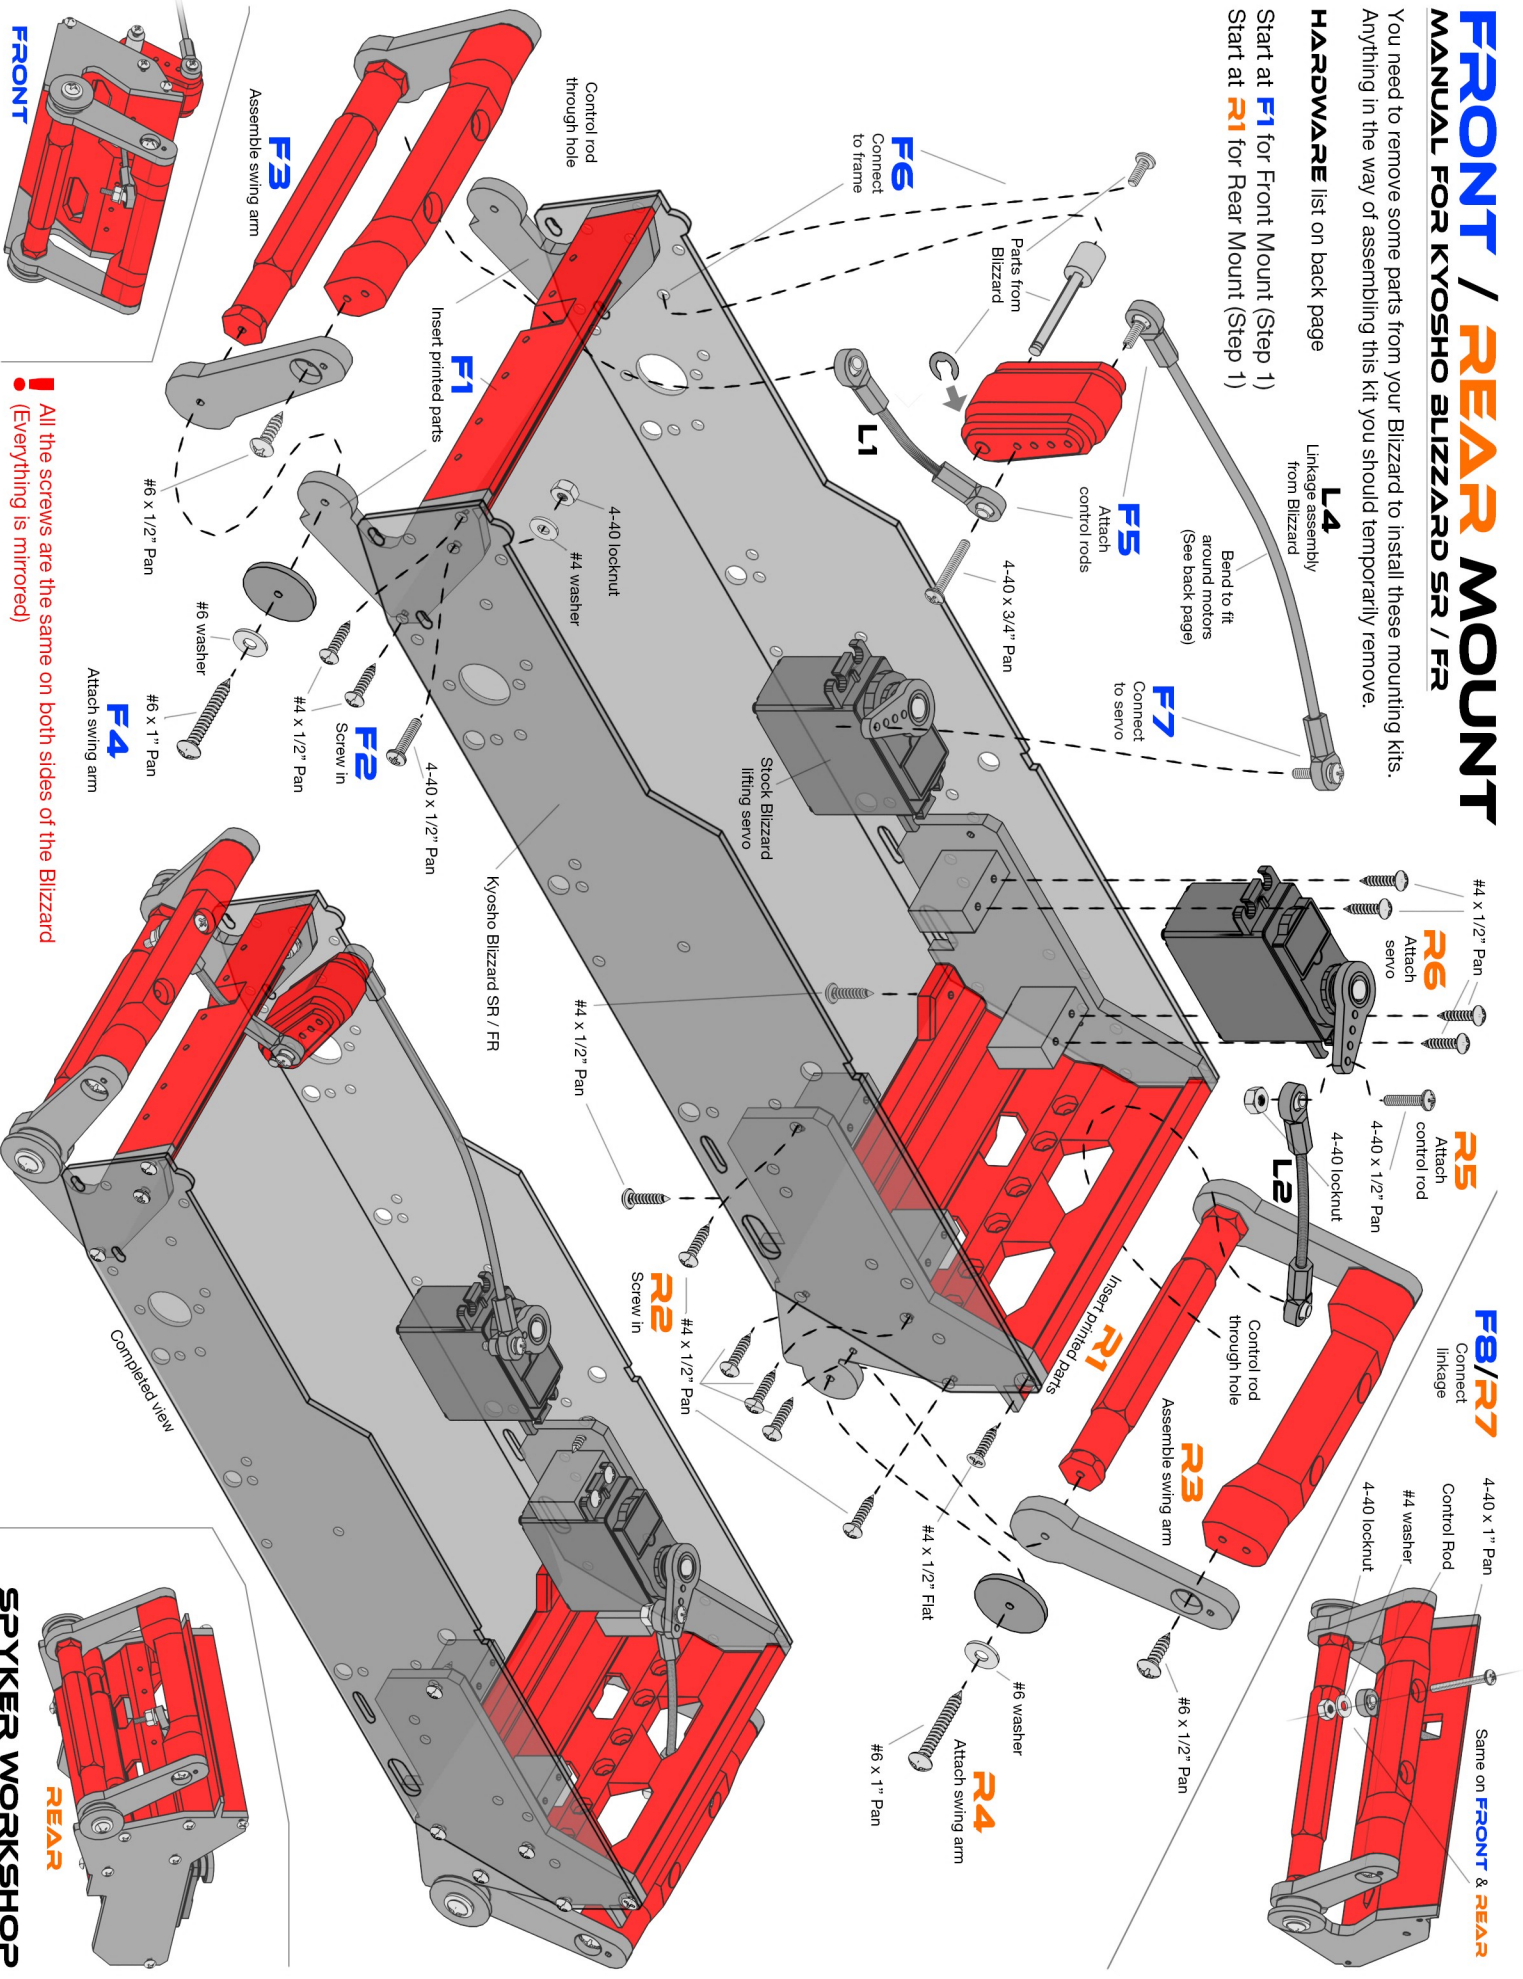 FRONT / REAR MOUNT
MANUAL FOR KYOSHO BLIZZARD SR / FR
You need to remove some parts from your Blizzard to install these mounting kits.
Anything in the way of assembling this kit you should temporarily remove.
HARDWARE list on back page
Start at F1 for Front Mount (Step 1)
Start at R1 for Rear Mount (Step 1)
L4
Linkage assembly
from Blizzard
Bend to fit
around motors
(See back page)
F6
Connect
to frame
Parts from
Blizzard
L1
F5
Attach
control rods
4-40 x 3/4" Pan
F7
Connect
to servo
Stock Blizzard
lifting servo
Control rod
through hole
F3
Assemble swing arm
FRONT
F1
Insert printed parts
4-40 locknut
#4 washer
#6 x 1/2" Pan
#6 washer
#6 x 1" Pan
F4
Attach swing arm
#4 x 1/2" Pan
F2
Screw in
4-40 x 1/2" Pan
Kyosho Blizzard SR / FR
! All the screws are the same on both sides of the Blizzard
(Everything is mirrored)
#4 x 1/2" Pan
R6
Attach
servo
#4 x 1/2" Pan
R5
Attach
control rod
4-40 x 1/2" Pan
4-40 locknut
L2
#4 x 1/2" Pan
R2
Screw in
#4 x 1/2" Pan
R1
Insert printed parts
Control rod
through hole
R3
Assemble swing arm
#4 x 1/2" Flat
#6 x 1/2" Pan
#6 washer
R4
Attach swing arm
#6 x 1" Pan
F8/R7
Connect
linkage
4-40 x 1" Pan
Control Rod
#4 washer
4-40 locknut
Same on FRONT & REAR
Completed view
REAR
SPYKER WORKSHOP